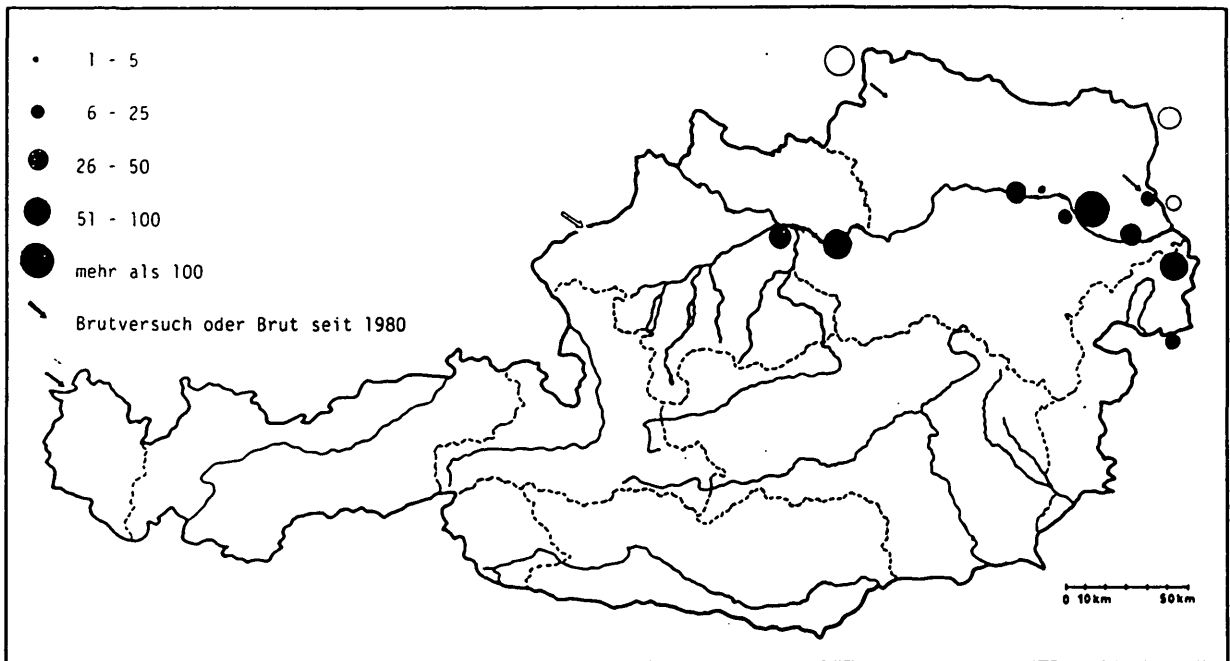 1 - 5
6 - 25
26 - 50
51 - 100
mehr als 100
Brutversuch oder Brut seit 1980
0 10km 50km